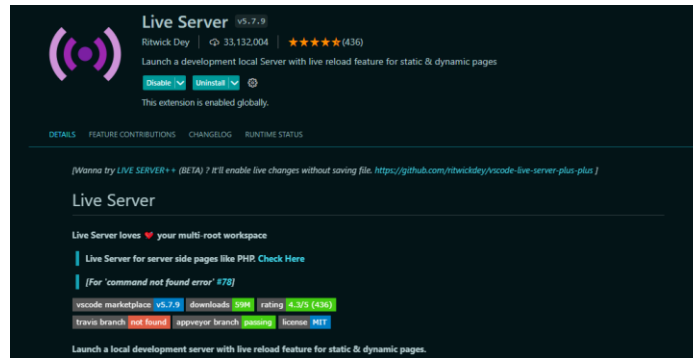 Live Server v5.7.9
Ritwick Dey | 33,132,004 | ★★★★★(436)
Launch a development local Server with live reload feature for static & dynamic pages
Disable Uninstall
This extension is enabled globally.
DETAILS FEATURE CONTRIBUTIONS CHANGELOG RUNTIME STATUS
[Wanna try LIVE SERVER++ (BETA) ? It'll enable live changes without saving file. https://github.com/ritwickdey/vscode-live-server-plus-plus ]
Live Server
Live Server loves ❤ your multi-root workspace
Live Server for server side pages like PHP. Check Here
[For 'command not found error' #78]
vscode marketplace v5.7.9 downloads 59M rating 4.3/5 (436)
travis branch not found appveyor branch passing license MIT
Launch a local development server with live reload feature for static & dynamic pages.